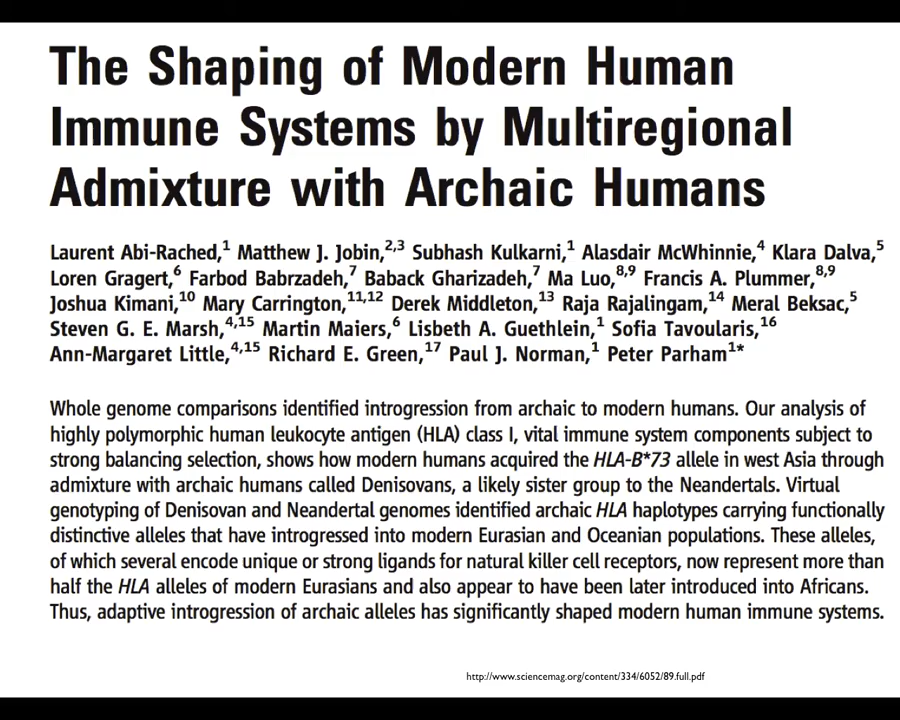 The Shaping of Modern Human
Immune Systems by Multiregional
Admixture with Archaic Humans
Laurent Abi-Rached,1 Matthew J. Jobin,2,3 Subhash Kulkarni,1 Alasdair McWhinnie,4 Klara Dalva,5
Loren Gragert,6 Farbod Babrzadeh,7 Baback Gharizadeh,7 Ma Luo,8,9 Francis A. Plummer,8,9
Joshua Kimani,10 Mary Carrington,11,12 Derek Middleton,13 Raja Rajalingam,14 Meral Beksac,5
Steven G. E. Marsh,4,15 Martin Maiers,6 Lisbeth A. Guethlein,1 Sofia Tavoularis,16
Ann-Margaret Little,4,15 Richard E. Green,17 Paul J. Norman,1 Peter Parham1*
Whole genome comparisons identified introgression from archaic to modern humans. Our analysis of
highly polymorphic human leukocyte antigen (HLA) class I, vital immune system components subject to
strong balancing selection, shows how modern humans acquired the HLA-B*73 allele in west Asia through
admixture with archaic humans called Denisovans, a likely sister group to the Neandertals. Virtual
genotyping of Denisovan and Neandertal genomes identified archaic HLA haplotypes carrying functionally
distinctive alleles that have introgressed into modern Eurasian and Oceanian populations. These alleles,
of which several encode unique or strong ligands for natural killer cell receptors, now represent more than
half the HLA alleles of modern Eurasians and also appear to have been later introduced into Africans.
Thus, adaptive introgression of archaic alleles has significantly shaped modern human immune systems.
http://www.sciencemag.org/content/334/6052/89.full.pdf